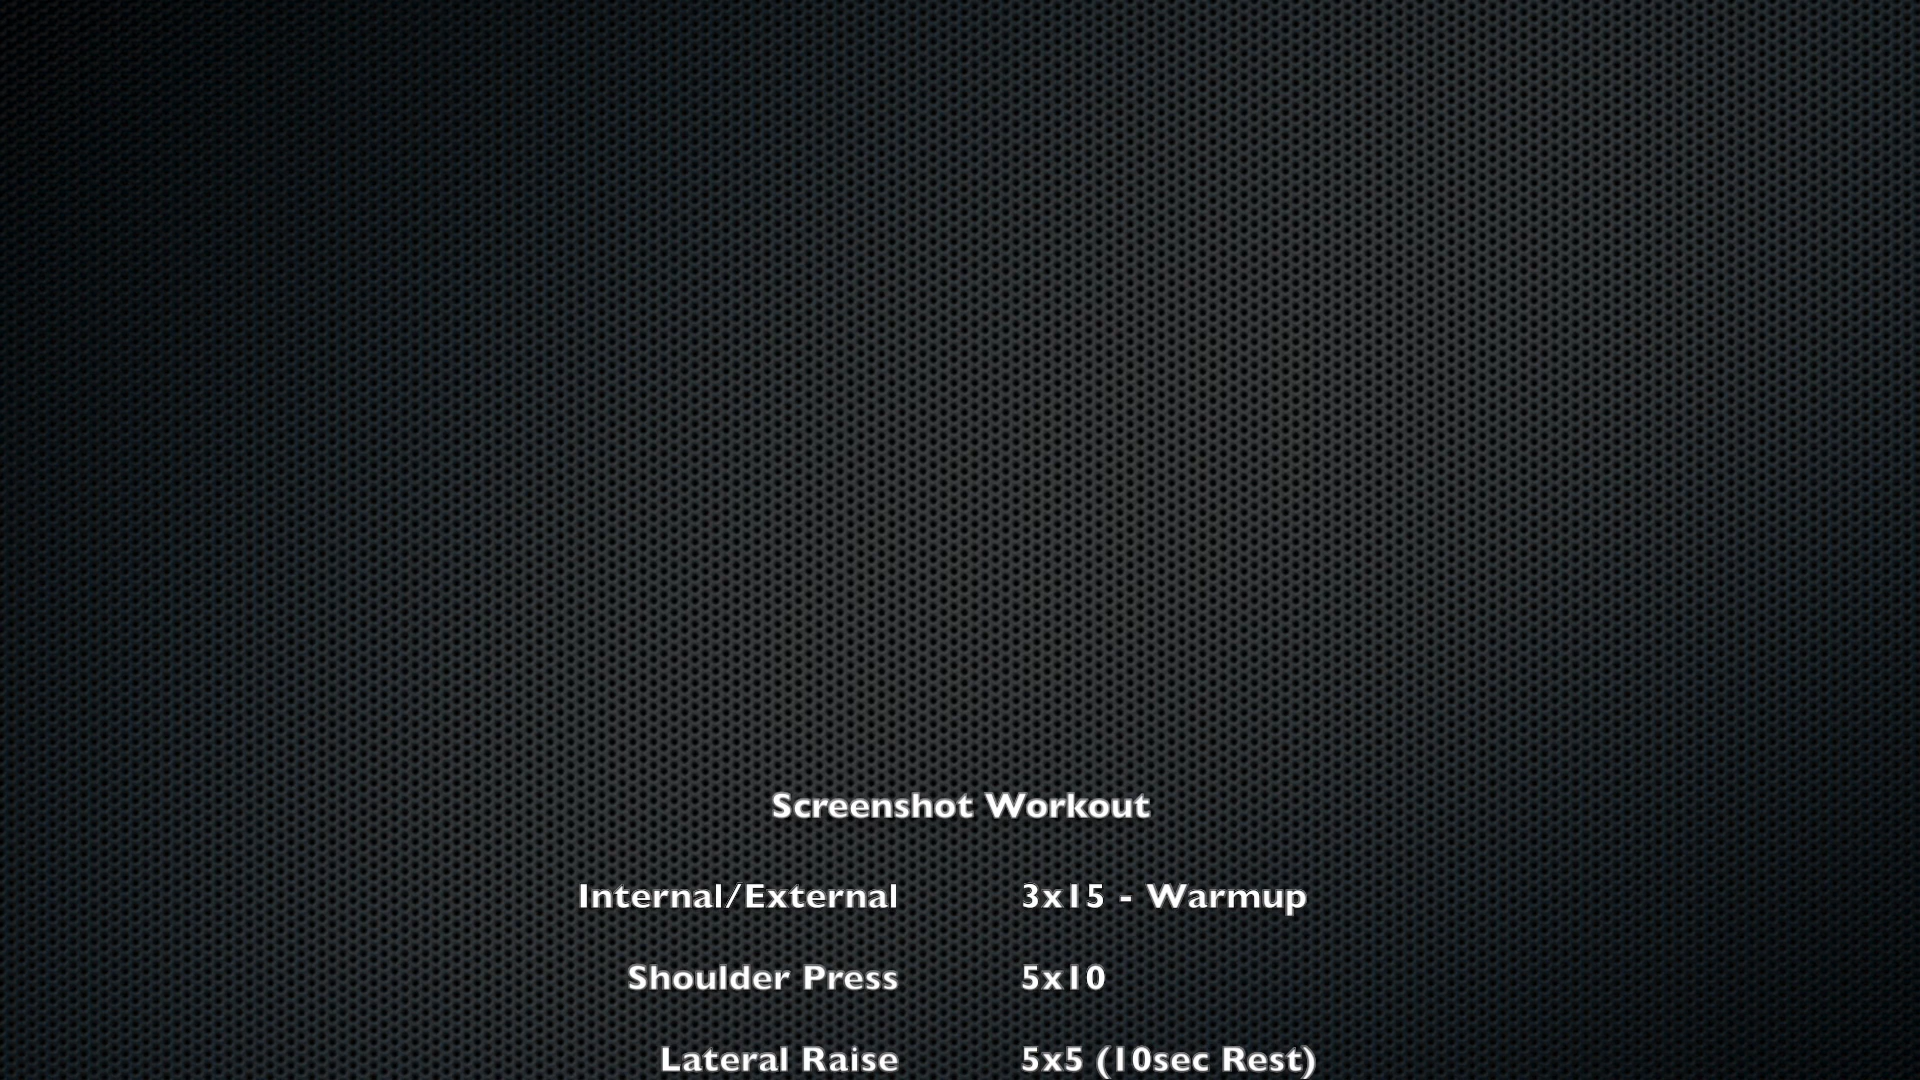 Screenshot Workout
Internal/External 3x15 - Warmup
Shoulder Press 5x10
Lateral Raise 5x5 (10sec Rest)